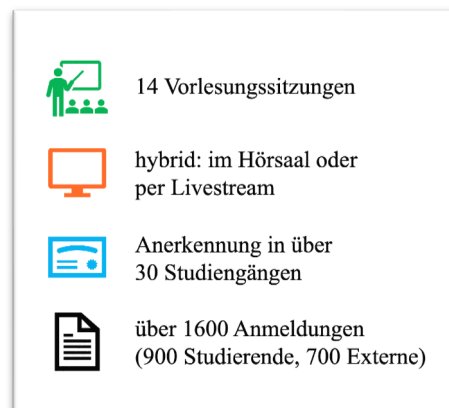 14 Vorlesungssitzungen
hybrid: im Hörsaal oder
per Livestream
Anerkennung in über
30 Studiengängen
über 1600 Anmeldungen
(900 Studierende, 700 Externe)